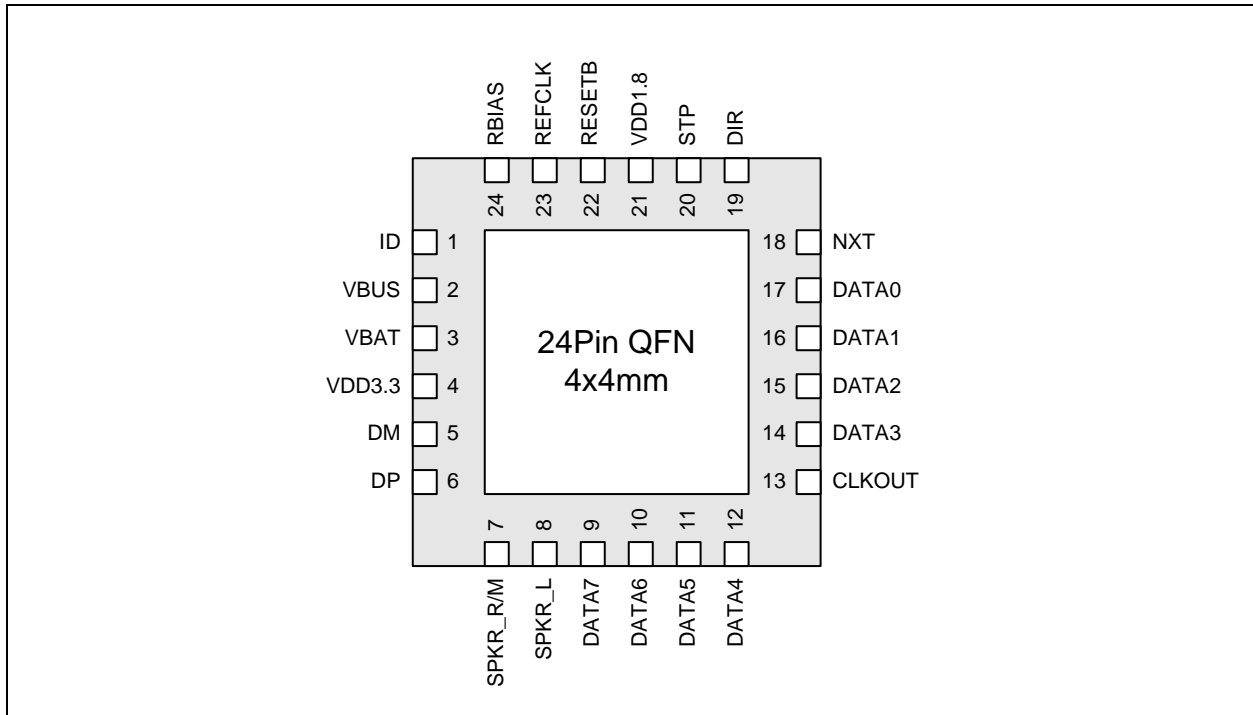 RBIAS
REFCLK
RESETB
VDD1.8
STP
DIR
24
23
22
21
20
19
ID 1
VBUS 2
VBAT 3
VDD3.3 4
DM 5
DP 6
24Pin QFN
4x4mm
18 NXT
17 DATA0
16 DATA1
15 DATA2
14 DATA3
13 CLKOUT
7
8
9
10
11
12
SPKR_R/M
SPKR_L
DATA7
DATA6
DATA5
DATA4